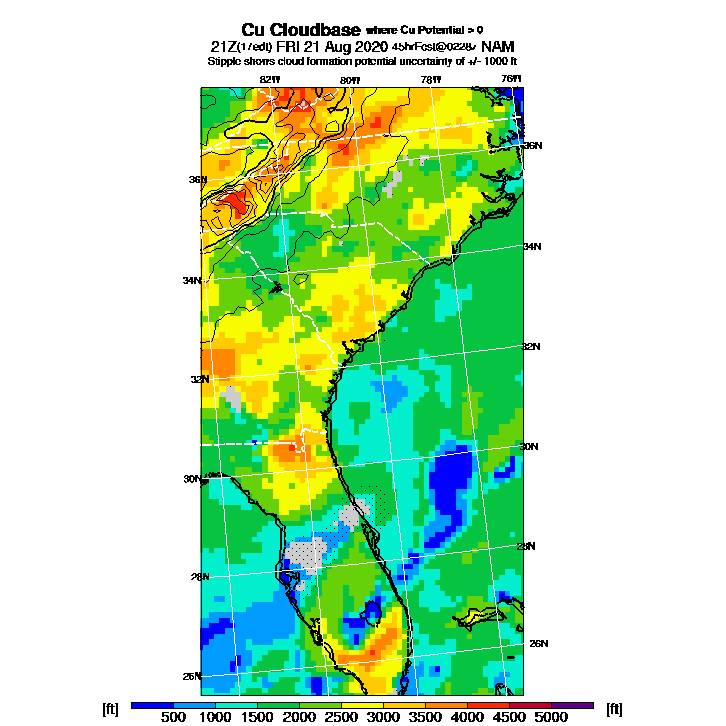 Cu Cloudbase where Cu Potential > 0
21Z(17edt) FRI 21 Aug 2020 45hrFcst@0228z NAM
Stipple shows cloud formation potential uncertainty of +/- 1000 ft
82W 80W 78W 76W
36N
36N
34N
34N
32N
32N
30N
30N
28N
28N
26N
26N
[ft] 500 1000 1500 2000 2500 3000 3500 4000 4500 5000 [ft]